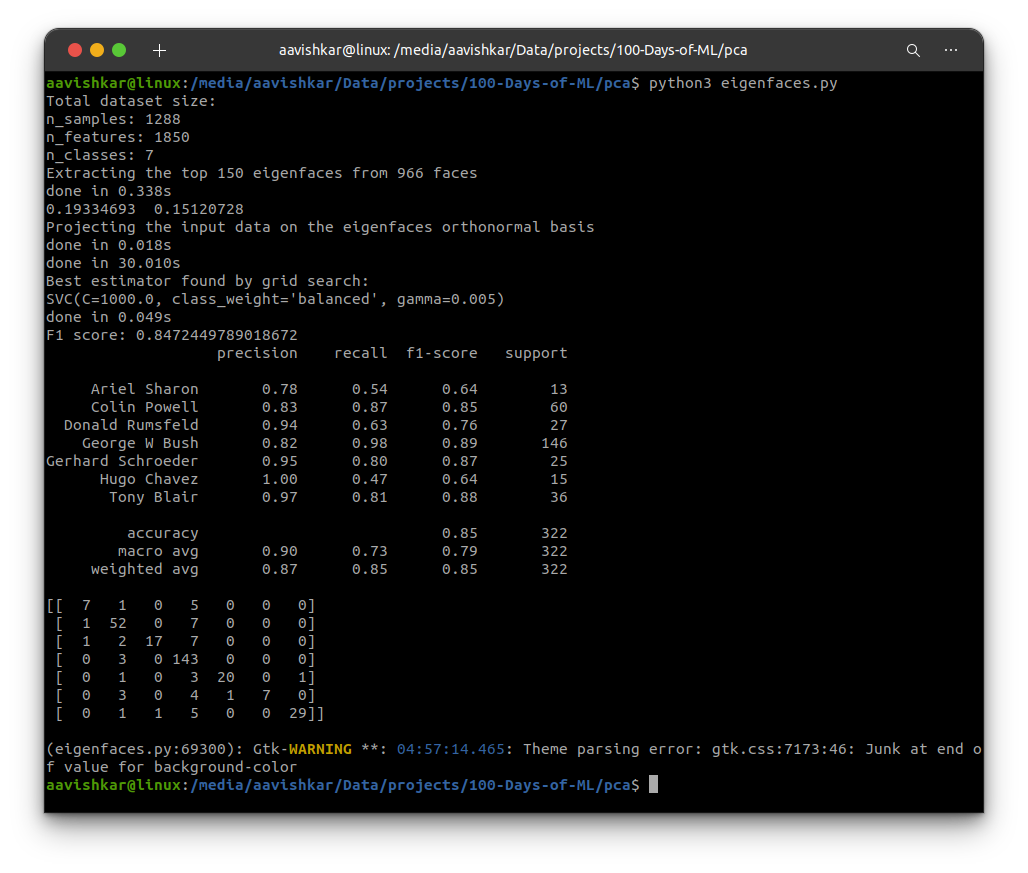 aavishkar@linux: /media/aavishkar/Data/projects/100-Days-of-ML/pca
aavishkar@linux:/media/aavishkar/Data/projects/100-Days-of-ML/pca$ python3 eigenfaces.py
Total dataset size:
n_samples: 1288
n_features: 1850
n_classes: 7
Extracting the top 150 eigenfaces from 966 faces
done in 0.338s
0.19334693  0.15120728
Projecting the input data on the eigenfaces orthonormal basis
done in 0.018s
done in 30.010s
Best estimator found by grid search:
SVC(C=1000.0, class_weight='balanced', gamma=0.005)
done in 0.049s
F1 score: 0.8472449789018672
                   precision    recall  f1-score   support
     Ariel Sharon       0.78      0.54      0.64        13
     Colin Powell       0.83      0.87      0.85        60
  Donald Rumsfeld       0.94      0.63      0.76        27
    George W Bush       0.82      0.98      0.89       146
Gerhard Schroeder       0.95      0.80      0.87        25
      Hugo Chavez       1.00      0.47      0.64        15
       Tony Blair       0.97      0.81      0.88        36
         accuracy                           0.85       322
        macro avg       0.90      0.73      0.79       322
     weighted avg       0.87      0.85      0.85       322
[[  7   1   0   5   0   0   0]
 [  1  52   0   7   0   0   0]
 [  1   2  17   7   0   0   0]
 [  0   3   0 143   0   0   0]
 [  0   1   0   3  20   0   1]
 [  0   3   0   4   1   7   0]
 [  0   1   1   5   0   0  29]]
(eigenfaces.py:69300): Gtk-WARNING **: 04:57:14.465: Theme parsing error: gtk.css:7173:46: Junk at end o
f value for background-color
aavishkar@linux:/media/aavishkar/Data/projects/100-Days-of-ML/pca$